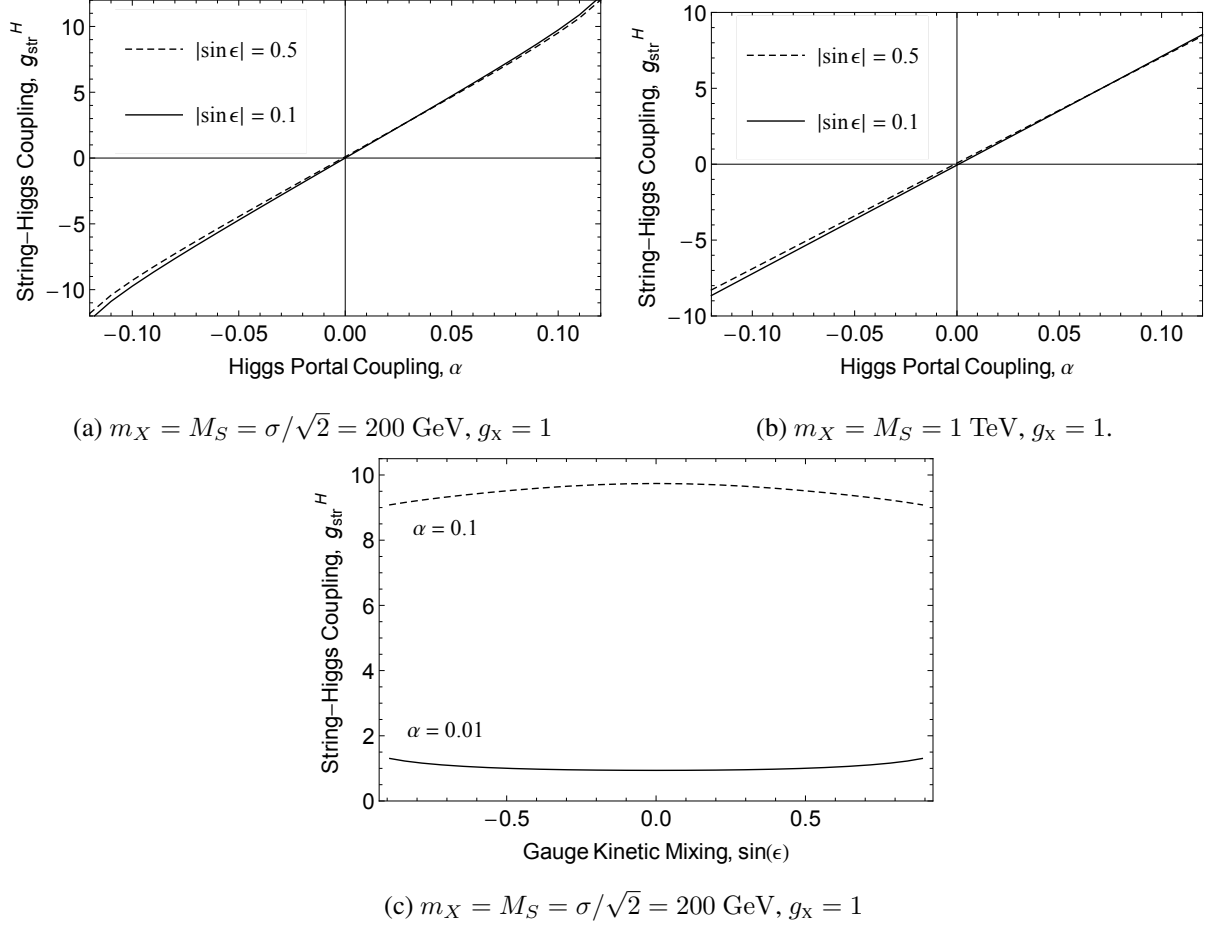 String–Higgs Coupling, g_str^H
10
5
0
−5
−10
|sin ϵ| = 0.5
|sin ϵ| = 0.1
−0.10 −0.05 0.00 0.05 0.10
Higgs Portal Coupling, α
(a) m_X = M_S = σ/√2 = 200 GeV, g_X = 1
String–Higgs Coupling, g_str^H
10
5
0
−5
−10
|sin ϵ| = 0.5
|sin ϵ| = 0.1
−0.10 −0.05 0.00 0.05 0.10
Higgs Portal Coupling, α
(b) m_X = M_S = 1 TeV, g_X = 1.
String–Higgs Coupling, g_str^H
10
8
6
4
2
0
α = 0.1
α = 0.01
−0.5 0.0 0.5
Gauge Kinetic Mixing, sin(ϵ)
(c) m_X = M_S = σ/√2 = 200 GeV, g_X = 1